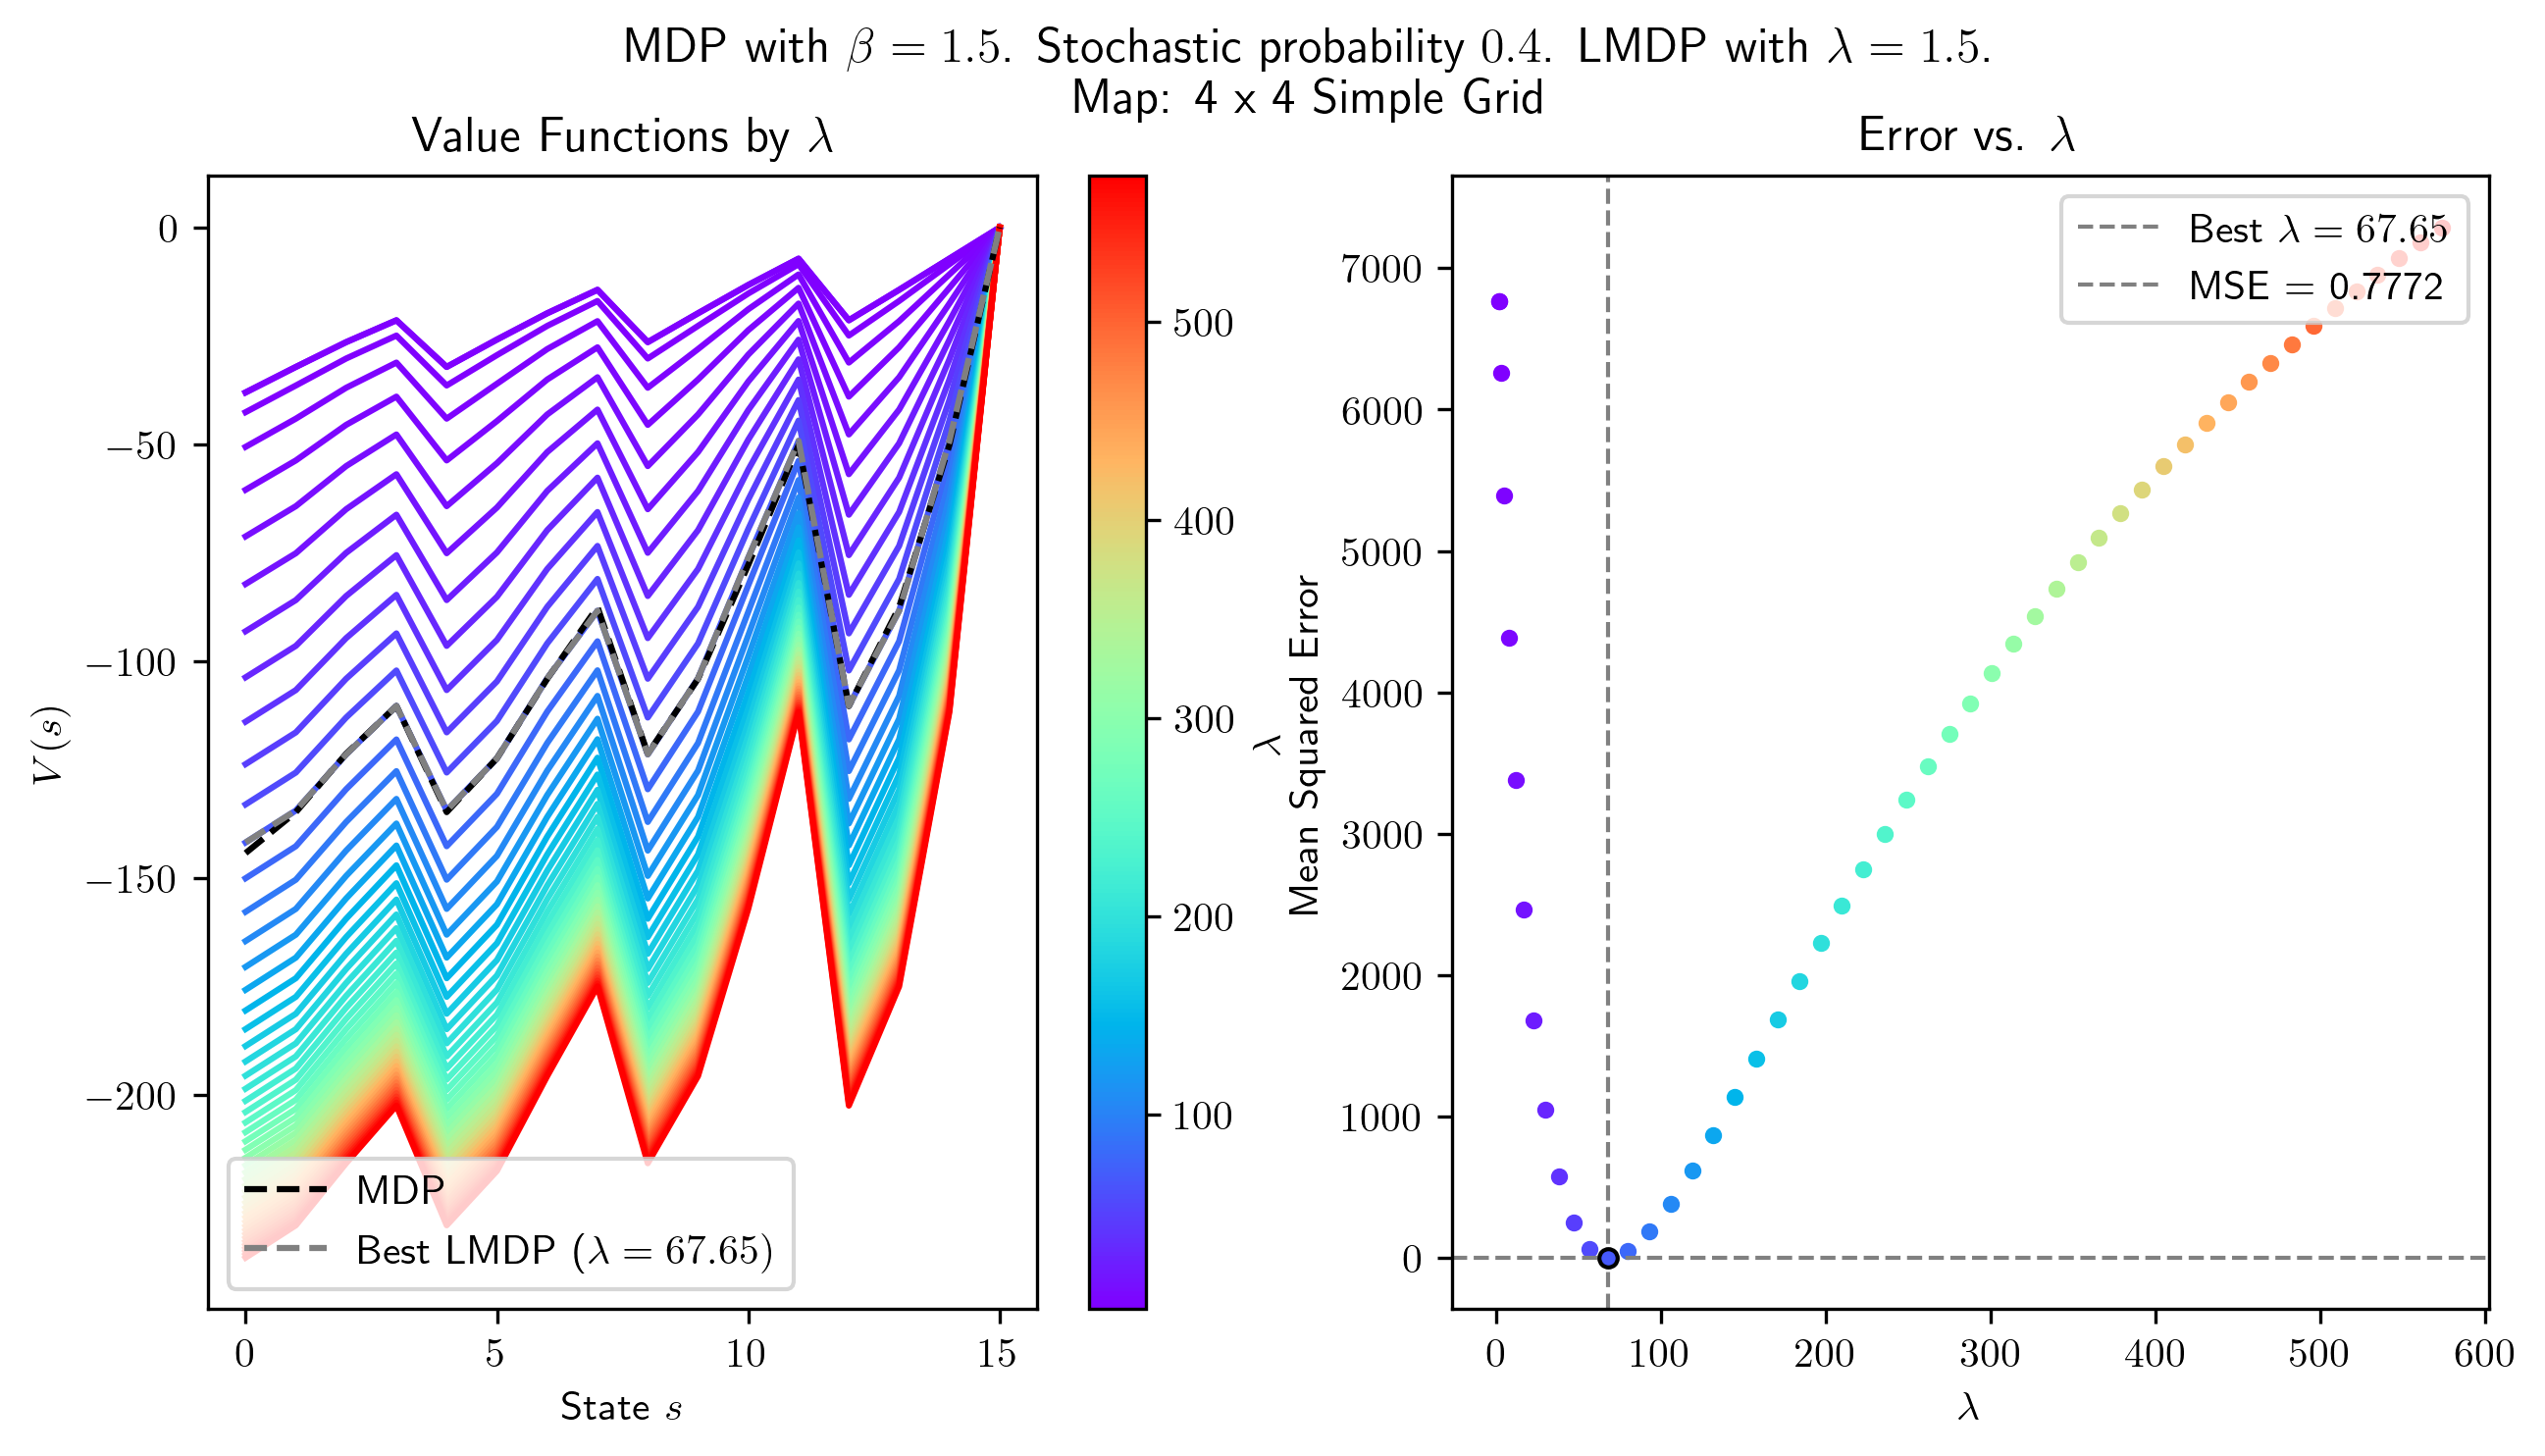 MDP with β = 1.5. Stochastic probability 0.4. LMDP with λ = 1.5.
Map: 4 x 4 Simple Grid
Value Functions by λ
0
−50
−100
−150
−200
V(s)
0
5
10
15
State s
MDP
Best LMDP (λ = 67.65)
500
400
300
200
100
λ
Error vs. λ
7000
6000
5000
4000
3000
2000
1000
0
Mean Squared Error
0
100
200
300
400
500
600
λ
Best λ = 67.65
MSE = 0.7772